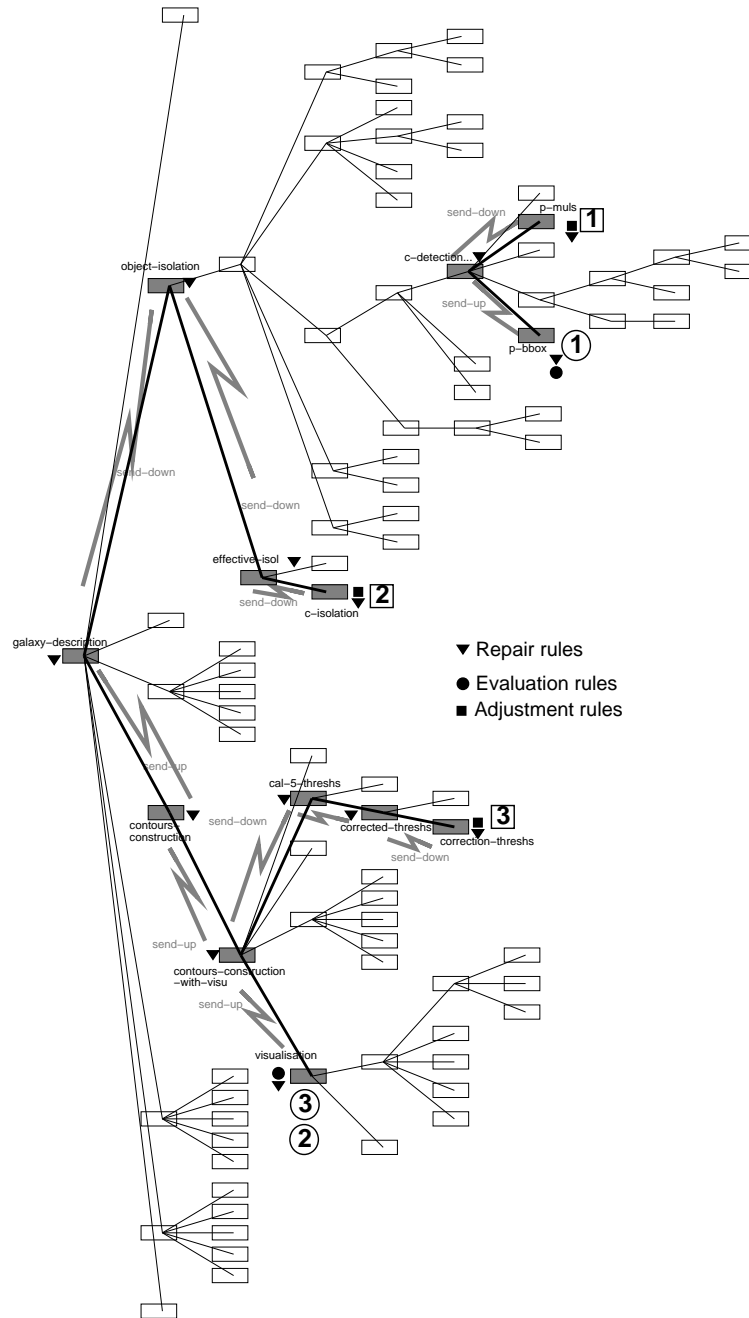 p−muls
send−down
1
object−isolation
c−detection...
send−up
p−bbox
1
send−down
send−down
effective−isol
send−down
c−isolation
2
galaxy−description
▼ Repair rules
● Evaluation rules
■ Adjustment rules
send−up
cal−5−threshs
send−down
contours−
construction
corrected−threshs
3
correction−threshs
send−down
send−up
contours−construction
−with−visu
send−up
visualisation
3
2